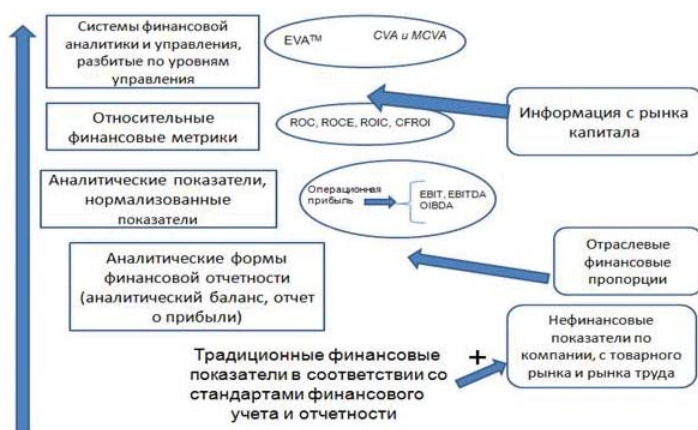 Системы финансовой
аналитики и управления,
разбитые по уровням
управления
EVA™
CVA и MCVA
Относительные
финансовые метрики
ROC, ROCE, ROIC, CFROI
Информация с рынка
капитала
Аналитические показатели,
нормализованные
показатели
Операционная
прибыль
EBIT, EBITDA
OIBDA
Аналитические формы
финансовой отчетности
(аналитический баланс, отчет
о прибыли)
Отраслевые
финансовые
пропорции
Традиционные финансовые
показатели в соответствии со
стандартами финансового
учета и отчетности
+
Нефинансовые
показатели по
компании, с товарного
рынка и рынка труда